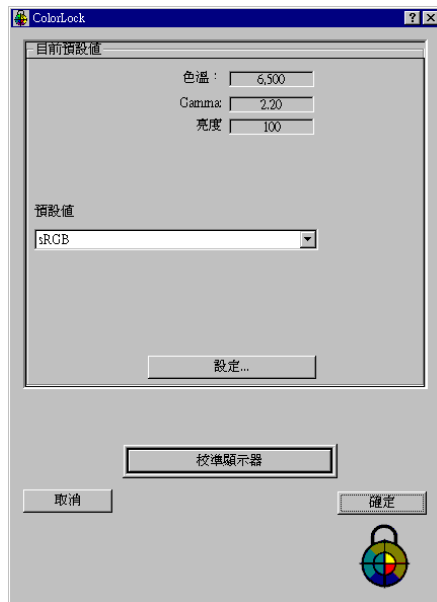 ColorLock
目前預設值
色溫： 6,500
Gamma: 2.20
亮度 100
預設值
sRGB
設定...
校準顯示器
取消
確定